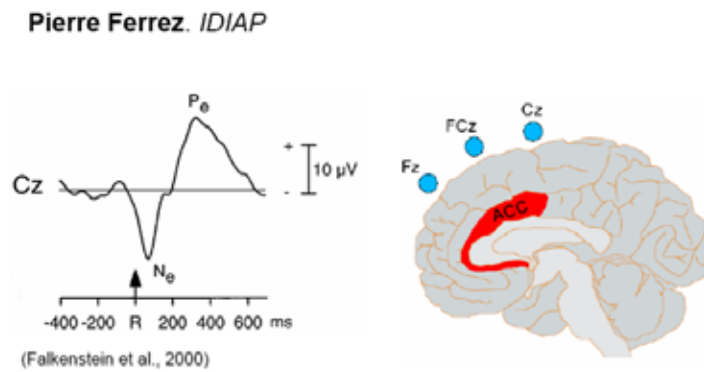 Pierre Ferrez. IDIAP
Pe
+
10 µV
-
Cz
Ne
-400 -200 R 200 400 600 ms
(Falkenstein et al., 2000)
Cz
FCz
Fz
ACC